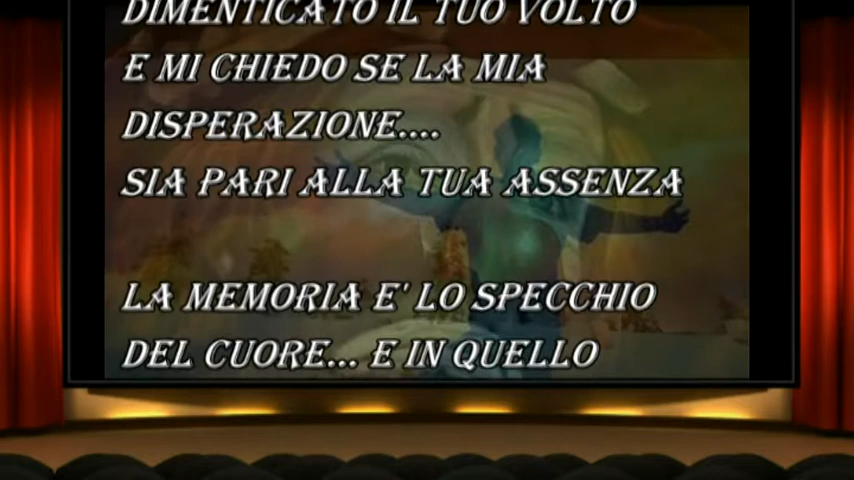 DIMENTICATO IL TUO VOLTO
E MI CHIEDO SE LA MIA
DISPERAZIONE....
SIA PARI ALLA TUA ASSENZA
LA MEMORIA E' LO SPECCHIO
DEL CUORE... E IN QUELLO